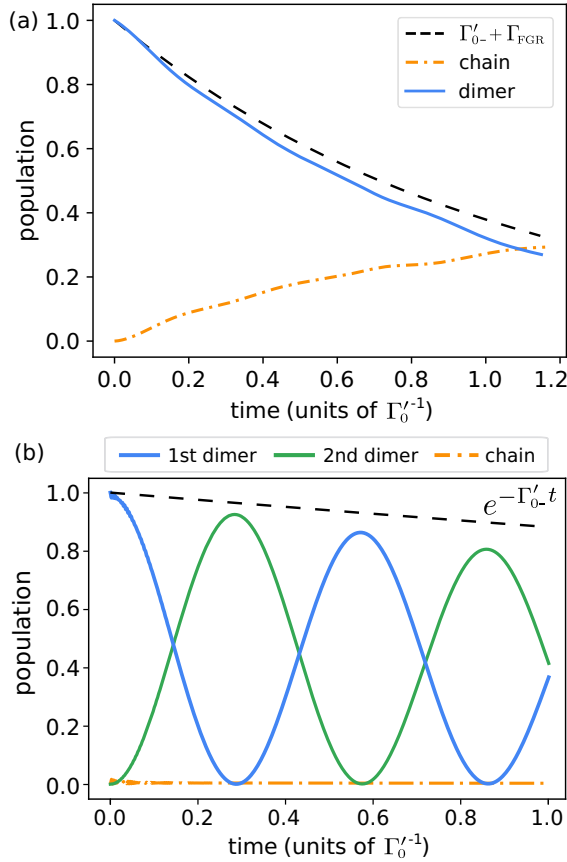 (a)
1.0
0.8
0.6
0.4
0.2
0.0
population
Γ′₀₋ + Γ_FGR
chain
dimer
0.0 0.2 0.4 0.6 0.8 1.0 1.2
time (units of Γ′₀⁻¹)
(b)
1st dimer 2nd dimer chain
1.0
0.8
0.6
0.4
0.2
0.0
population
e^{−Γ′₀₋t}
0.0 0.2 0.4 0.6 0.8 1.0
time (units of Γ′₀⁻¹)